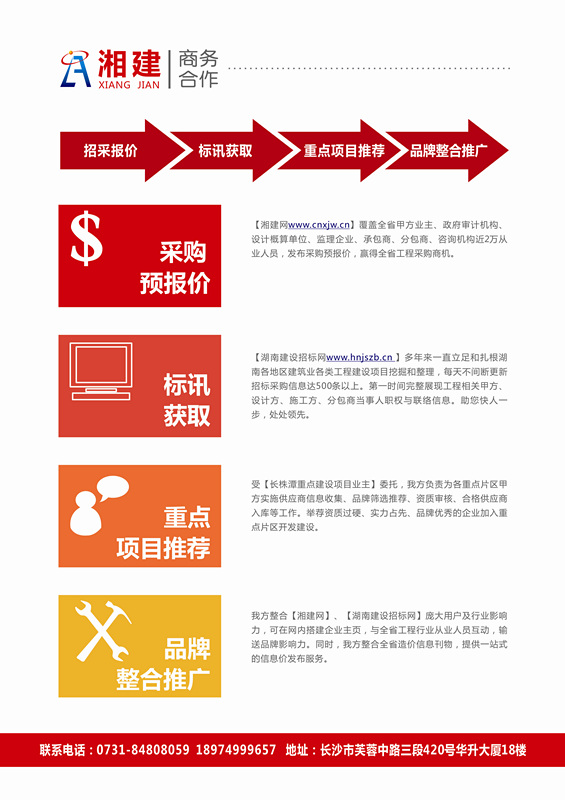 湘建
XIANG JIAN
商务
合作
招采报价
标讯获取
重点项目推荐
品牌整合推广
$
采购
预报价
【湘建网www.cnxjw.cn】覆盖全省甲方业主、政府审计机构、
设计概算单位、监理企业、承包商、分包商、咨询机构近2万从
业人员，发布采购预报价，赢得全省工程采购商机。
标讯
获取
【湖南建设招标网www.hnjszb.cn 】多年来一直立足和扎根湖
南各地区建筑业各类工程建设项目挖掘和整理，每天不间断更新
招标采购信息达500条以上。第一时间完整展现工程相关甲方、
设计方、施工方、分包商当事人职权与联络信息。助您快人一
步，处处领先。
重点
项目推荐
受【长株潭重点建设项目业主】委托，我方负责为各重点片区甲
方实施供应商信息收集、品牌筛选推荐、资质审核、合格供应商
入库等工作。举荐资质过硬、实力占先、品牌优秀的企业加入重
点片区开发建设。
品牌
整合推广
我方整合【湘建网】、【湖南建设招标网】庞大用户及行业影响
力，可在网内搭建企业主页，与全省工程行业从业人员互动，输
送品牌影响力。同时，我方整合全省造价信息刊物，提供一站式
的信息价发布服务。
联系电话：0731-84808059 18974999657 地址：长沙市芙蓉中路三段420号华升大厦18楼